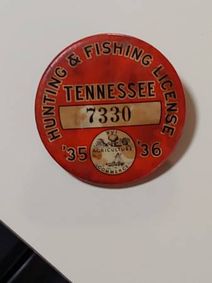 HUNTING & FISHING LICENSE
TENNESSEE
7330
'35 '36
AGRICULTURE
COMMERCE